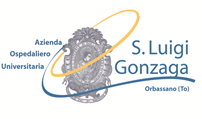 Azienda
Ospedaliero
Universitaria
S. Luigi
Gonzaga
Orbassano (To)